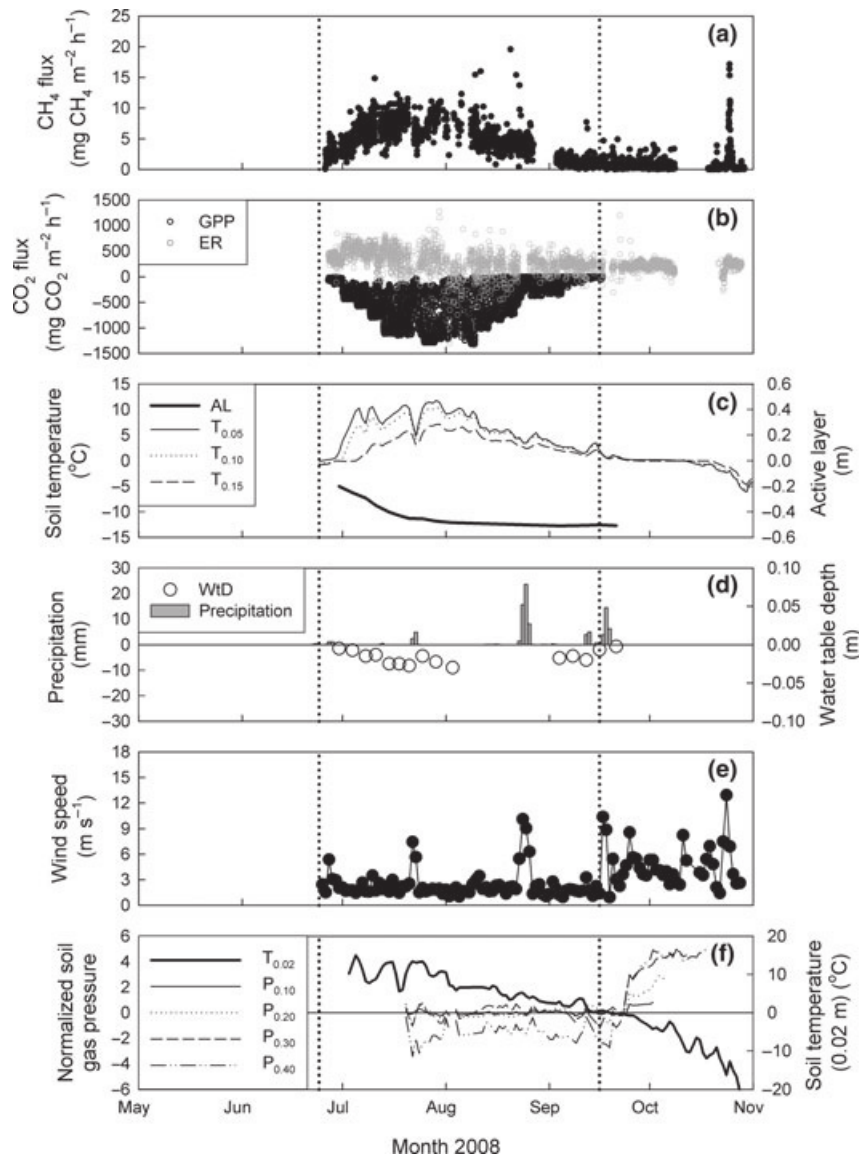 (a)
CH4 flux
(mg CH4 m−2 h−1)
25
20
15
10
5
0
(b)
GPP
ER
CO2 flux
(mg CO2 m−2 h−1)
1500
1000
500
0
−500
−1000
−1500
(c)
AL
T0.05
T0.10
T0.15
Soil temperature
(oC)
15
10
5
0
−5
−10
−15
Active layer
(m)
0.6
0.4
0.2
0.0
−0.2
−0.4
−0.6
(d)
WtD
Precipitation
Precipitation
(mm)
30
20
10
0
−10
−20
−30
Water table depth
(m)
0.10
0.05
0.00
−0.05
−0.10
(e)
Wind speed
(m s−1)
18
15
12
9
6
3
0
(f)
T0.02
P0.10
P0.20
P0.30
P0.40
Normalized soil
gas pressure
6
4
2
0
−2
−4
−6
Soil temperature
(0.02 m) (oC)
20
10
0
−10
−20
May Jun Jul Aug Sep Oct Nov
Month 2008